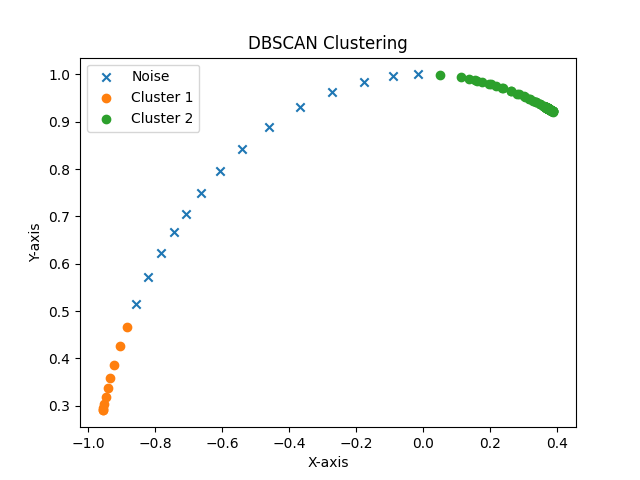 DBSCAN Clustering
Noise
Cluster 1
Cluster 2
1.0
0.9
0.8
0.7
0.6
0.5
0.4
0.3
Y-axis
−1.0 −0.8 −0.6 −0.4 −0.2 0.0 0.2 0.4
X-axis